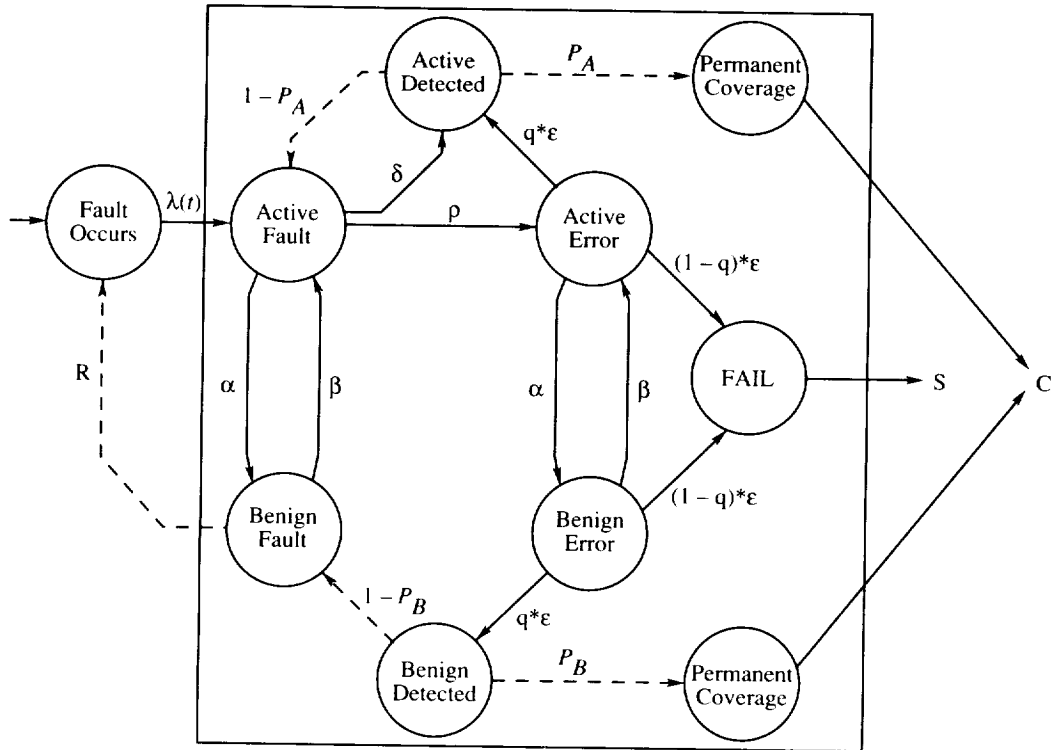 Active
Detected
P_A
Permanent
Coverage
1 – P_A
q*ε
δ
Fault
Occurs
λ(t)
Active
Fault
ρ
Active
Error
(1 – q)*ε
R
α
β
α
β
FAIL
S
C
Benign
Fault
Benign
Error
(1 – q)*ε
1 – P_B
q*ε
Benign
Detected
P_B
Permanent
Coverage